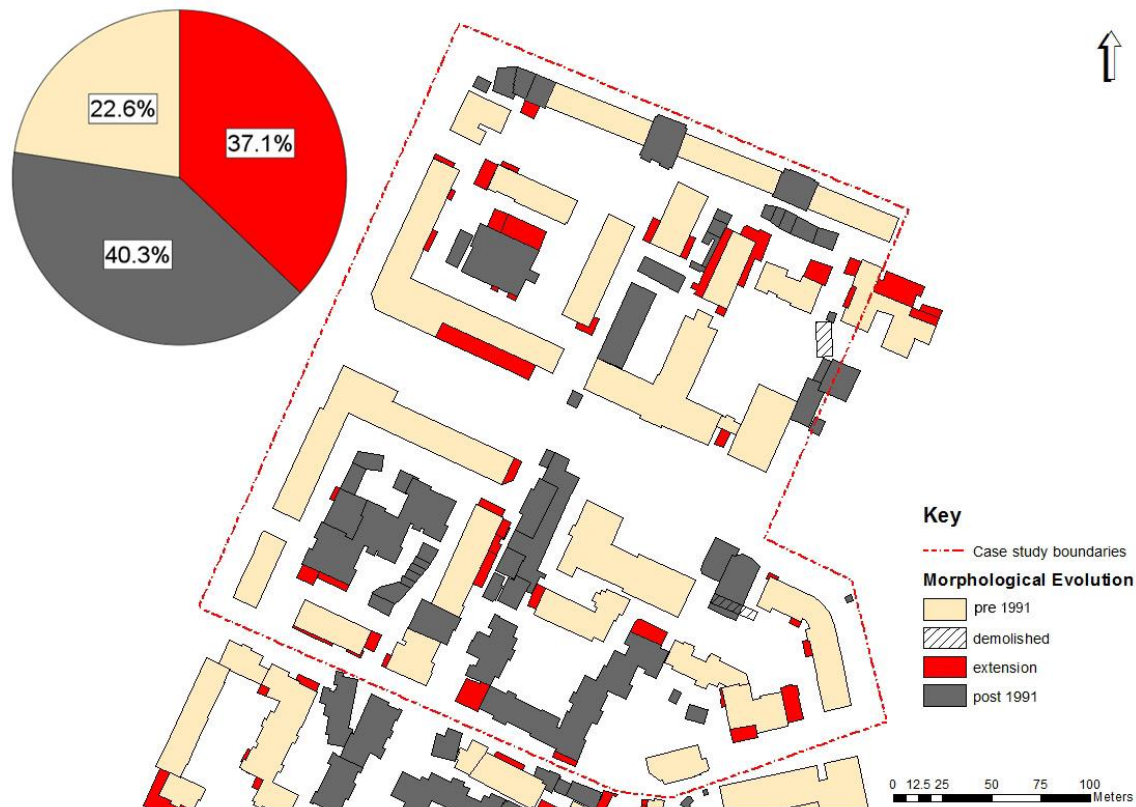 22.6%
37.1%
40.3%
Key
Case study boundaries
Morphological Evolution
pre 1991
demolished
extension
post 1991
0 12.5 25 50 75 100
Meters